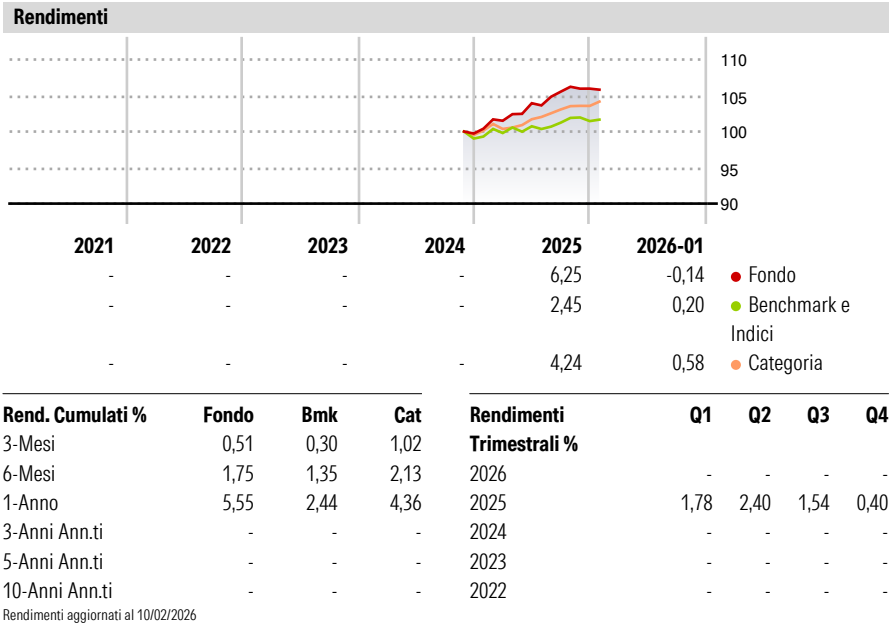 Rendimenti
110
105
100
95
90
2021 2022 2023 2024 2025 2026-01
- - - - 6,25 -0,14 Fondo
- - - - 2,45 0,20 Benchmark e
Indici
- - - - 4,24 0,58 Categoria
Rend. Cumulati % Fondo Bmk Cat
3-Mesi 0,51 0,30 1,02
6-Mesi 1,75 1,35 2,13
1-Anno 5,55 2,44 4,36
3-Anni Ann.ti - - -
5-Anni Ann.ti - - -
10-Anni Ann.ti - - -
Rendimenti Q1 Q2 Q3 Q4
Trimestrali %
2026 - - - -
2025 1,78 2,40 1,54 0,40
2024 - - - -
2023 - - - -
2022 - - - -
Rendimenti aggiornati al 10/02/2026